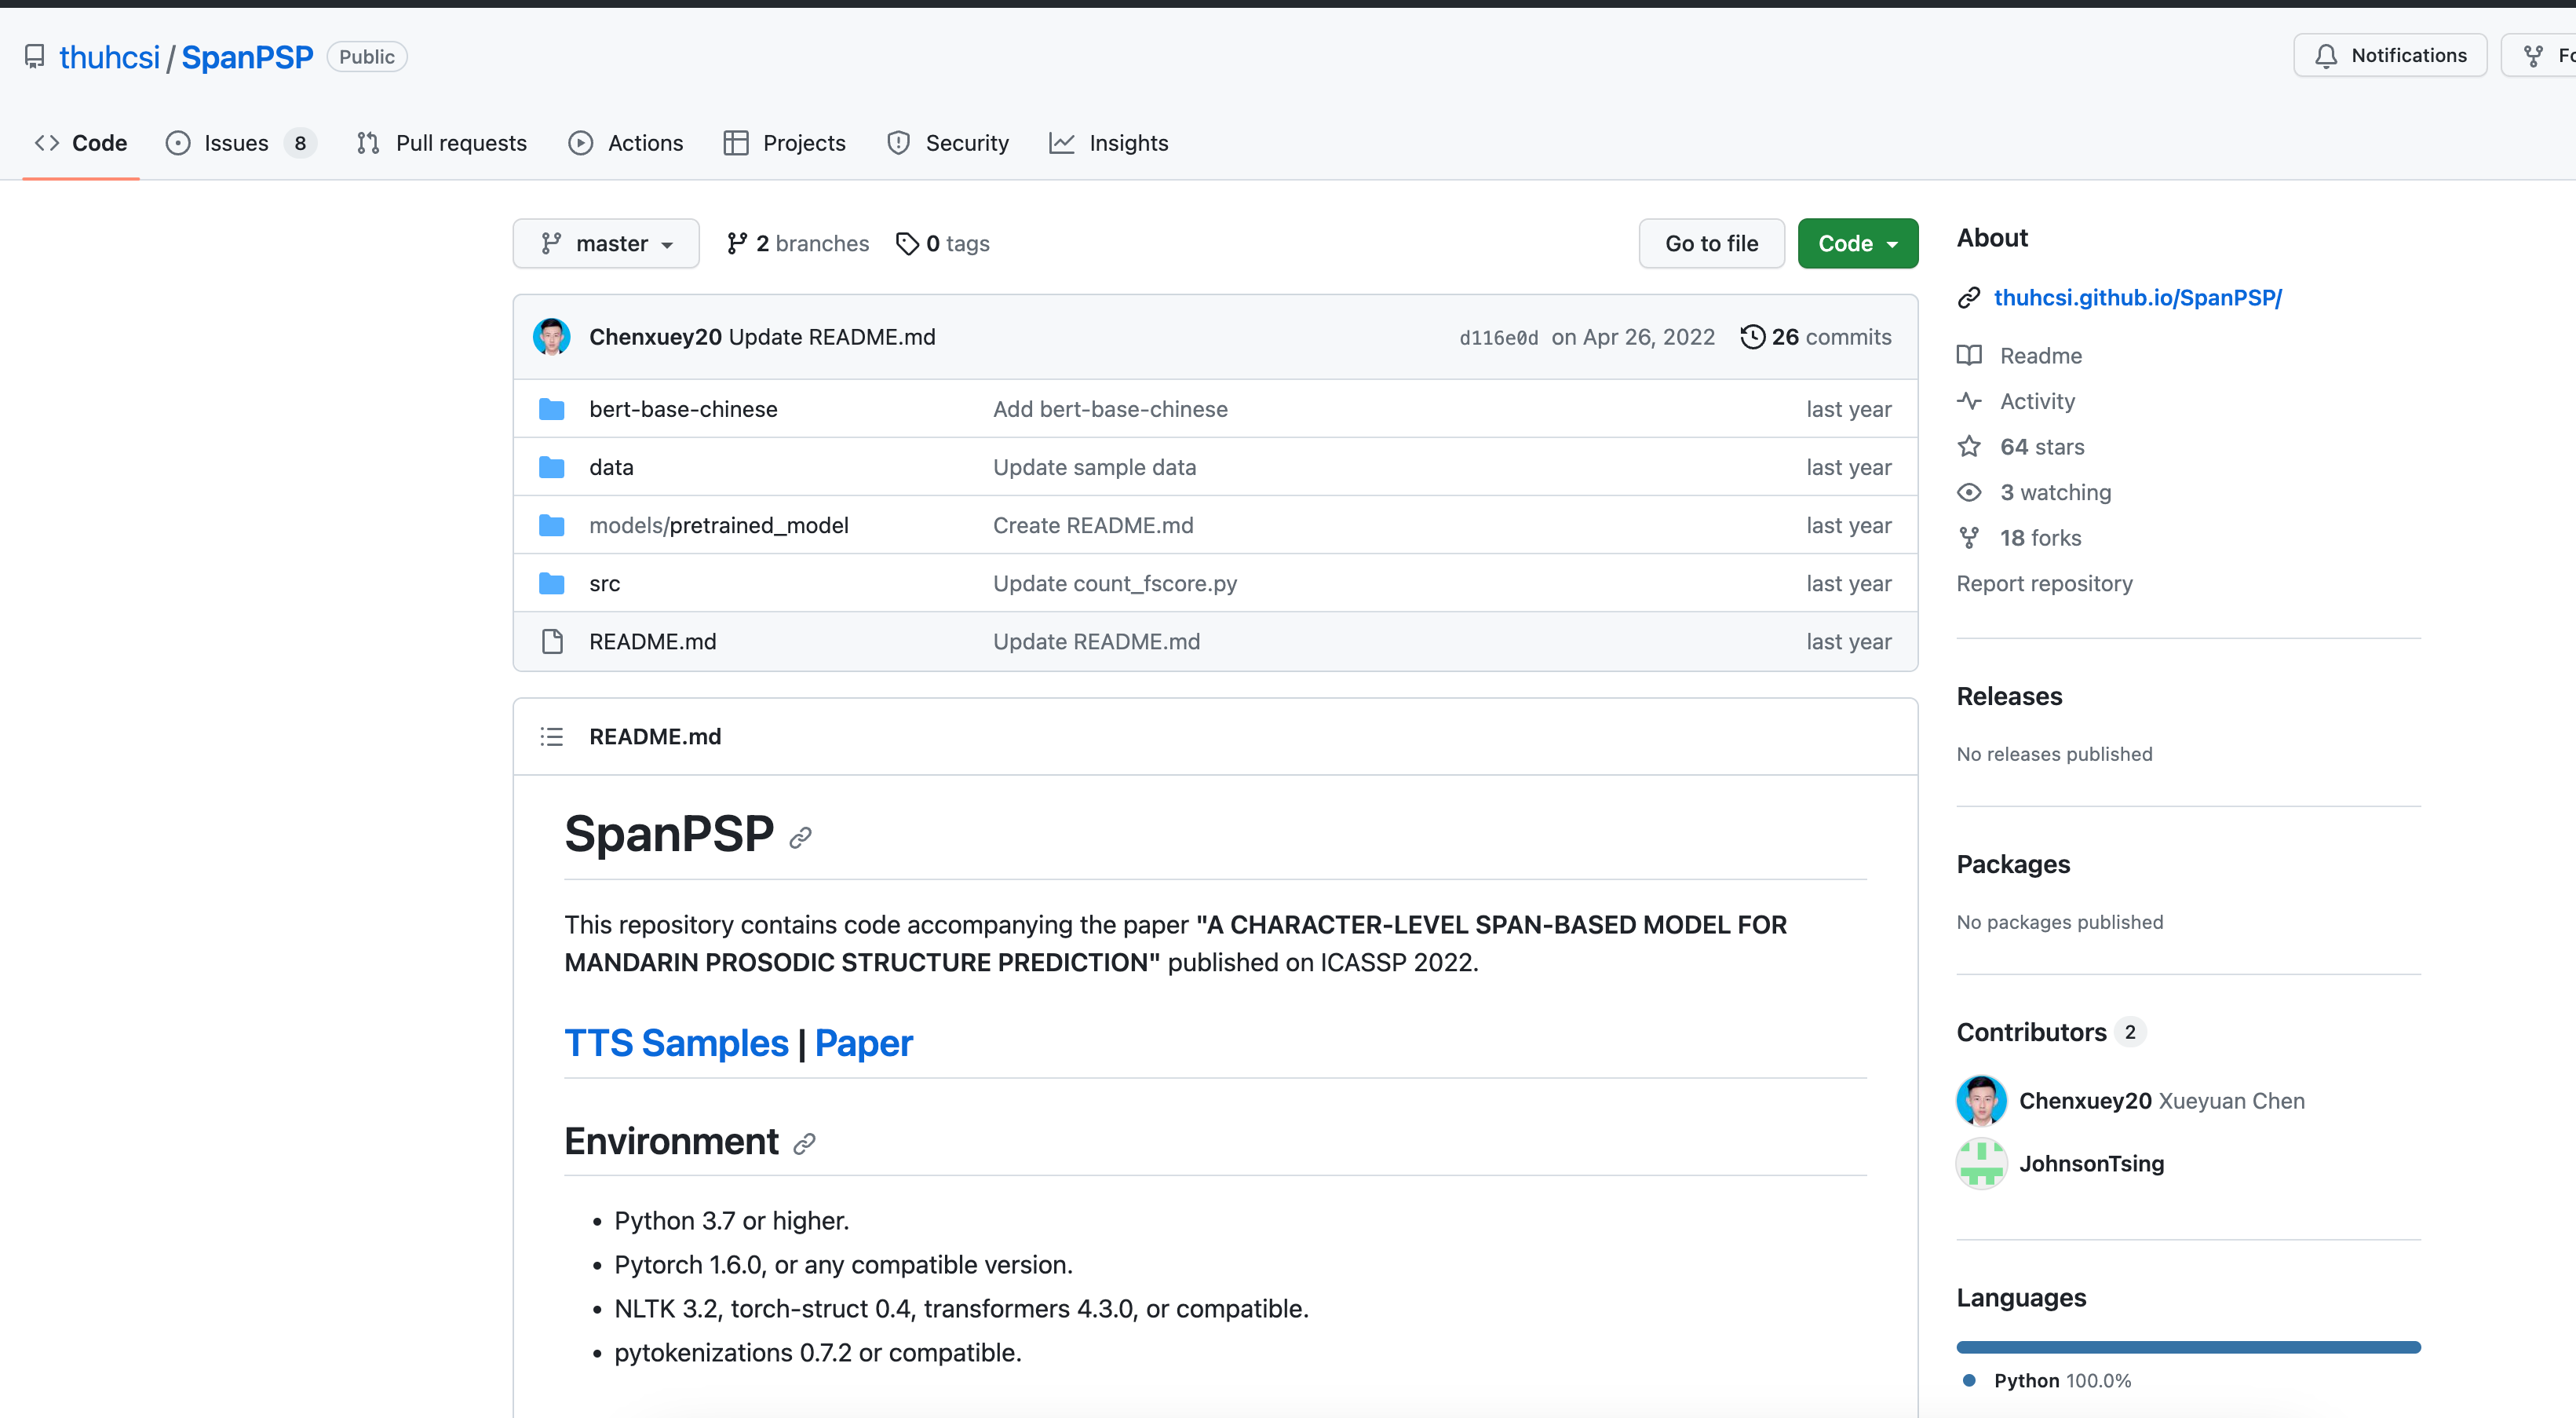 thuhcsi / SpanPSP Public
Notifications
Fo
Code
Issues 8
Pull requests
Actions
Projects
Security
Insights
master
2 branches
0 tags
Go to file
Code
Chenxuey20 Update README.md d116e0d on Apr 26, 2022 26 commits
bert-base-chinese Add bert-base-chinese last year
data Update sample data last year
models/pretrained_model Create README.md last year
src Update count_fscore.py last year
README.md Update README.md last year
README.md
SpanPSP
This repository contains code accompanying the paper "A CHARACTER-LEVEL SPAN-BASED MODEL FOR
MANDARIN PROSODIC STRUCTURE PREDICTION" published on ICASSP 2022.
TTS Samples | Paper
Environment
• Python 3.7 or higher.
• Pytorch 1.6.0, or any compatible version.
• NLTK 3.2, torch-struct 0.4, transformers 4.3.0, or compatible.
• pytokenizations 0.7.2 or compatible.
About
thuhcsi.github.io/SpanPSP/
Readme
Activity
64 stars
3 watching
18 forks
Report repository
Releases
No releases published
Packages
No packages published
Contributors 2
Chenxuey20 Xueyuan Chen
JohnsonTsing
Languages
Python 100.0%